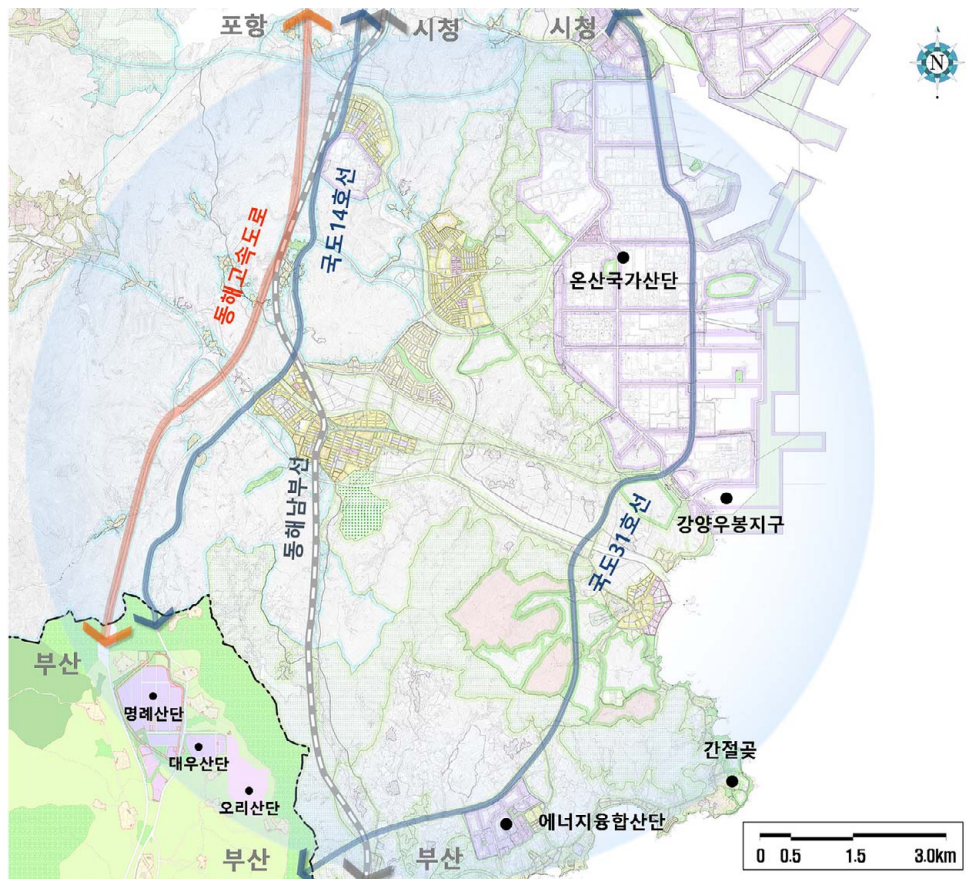 포항
시청
시청
N
국도14호선
동해고속도로
온산국가산단
동해남부선
강양우봉지구
국도31호선
부산
명례산단
대우산단
오리산단
간절곶
에너지융합산단
부산
부산
0 0.5 1.5 3.0km